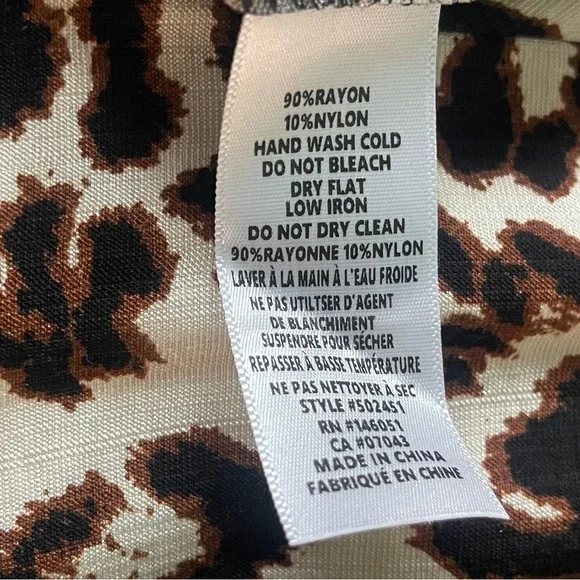 90%RAYON
10%NYLON
HAND WASH COLD
DO NOT BLEACH
DRY FLAT
LOW IRON
DO NOT DRY CLEAN
90%RAYONNE 10%NYLON
LAVER À LA MAIN À L'EAU FROIDE
NE PAS UTILTSER D'AGENT
DE BLANCHIMENT
SUSPENDRE POUR SÉCHER
REPASSER À BASSE TEMPÉRATURE
NE PAS NETTOYER À SEC
STYLE #502451
RN #146051
CA #07043
MADE IN CHINA
FABRIQUÉ EN CHINE